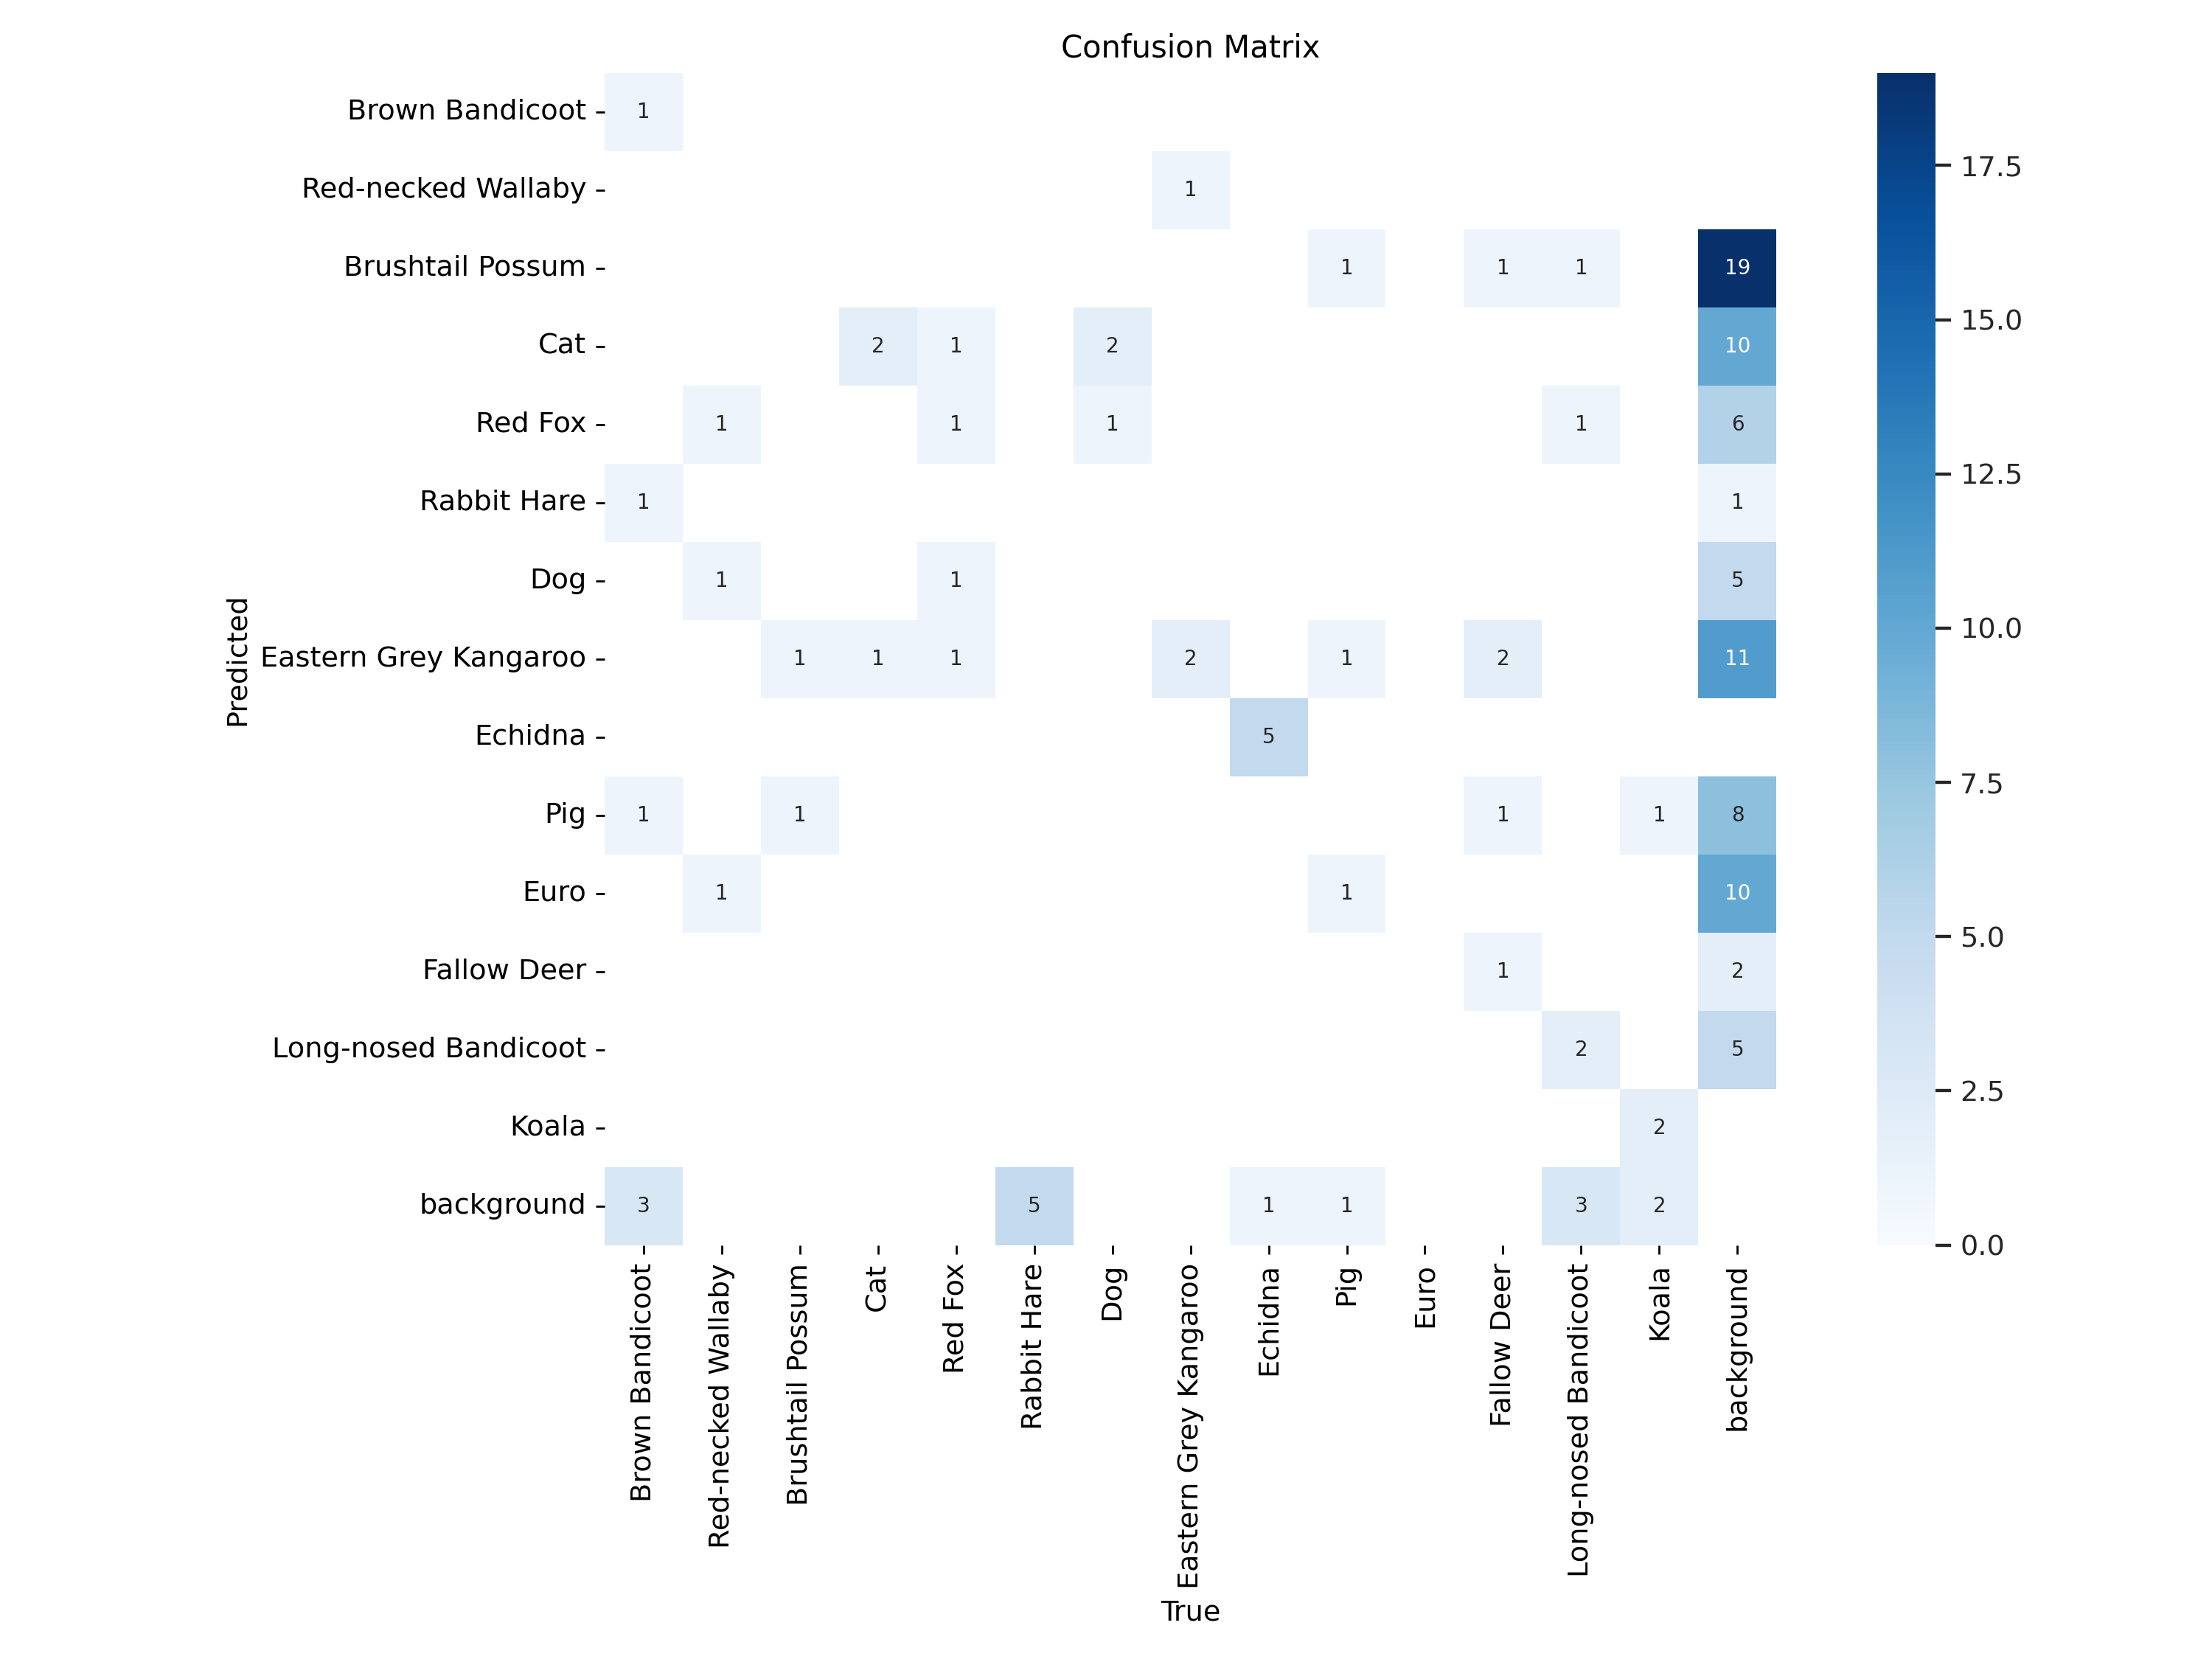 Confusion Matrix
Brown Bandicoot 1
Red-necked Wallaby 1
Brushtail Possum 1 1 1 19
Cat 2 1 2 10
Red Fox 1 1 1 1 6
Rabbit Hare 1 1
Dog 1 1 5
Eastern Grey Kangaroo 1 1 1 2 1 2 11
Echidna 5
Pig 1 1 1 1 8
Euro 1 1 10
Fallow Deer 1 2
Long-nosed Bandicoot 2 5
Koala 2
background 3 5 1 1 3 2
Predicted
Brown Bandicoot
Red-necked Wallaby
Brushtail Possum
Cat
Red Fox
Rabbit Hare
Dog
Eastern Grey Kangaroo
Echidna
Pig
Euro
Fallow Deer
Long-nosed Bandicoot
Koala
background
True
17.5
15.0
12.5
10.0
7.5
5.0
2.5
0.0